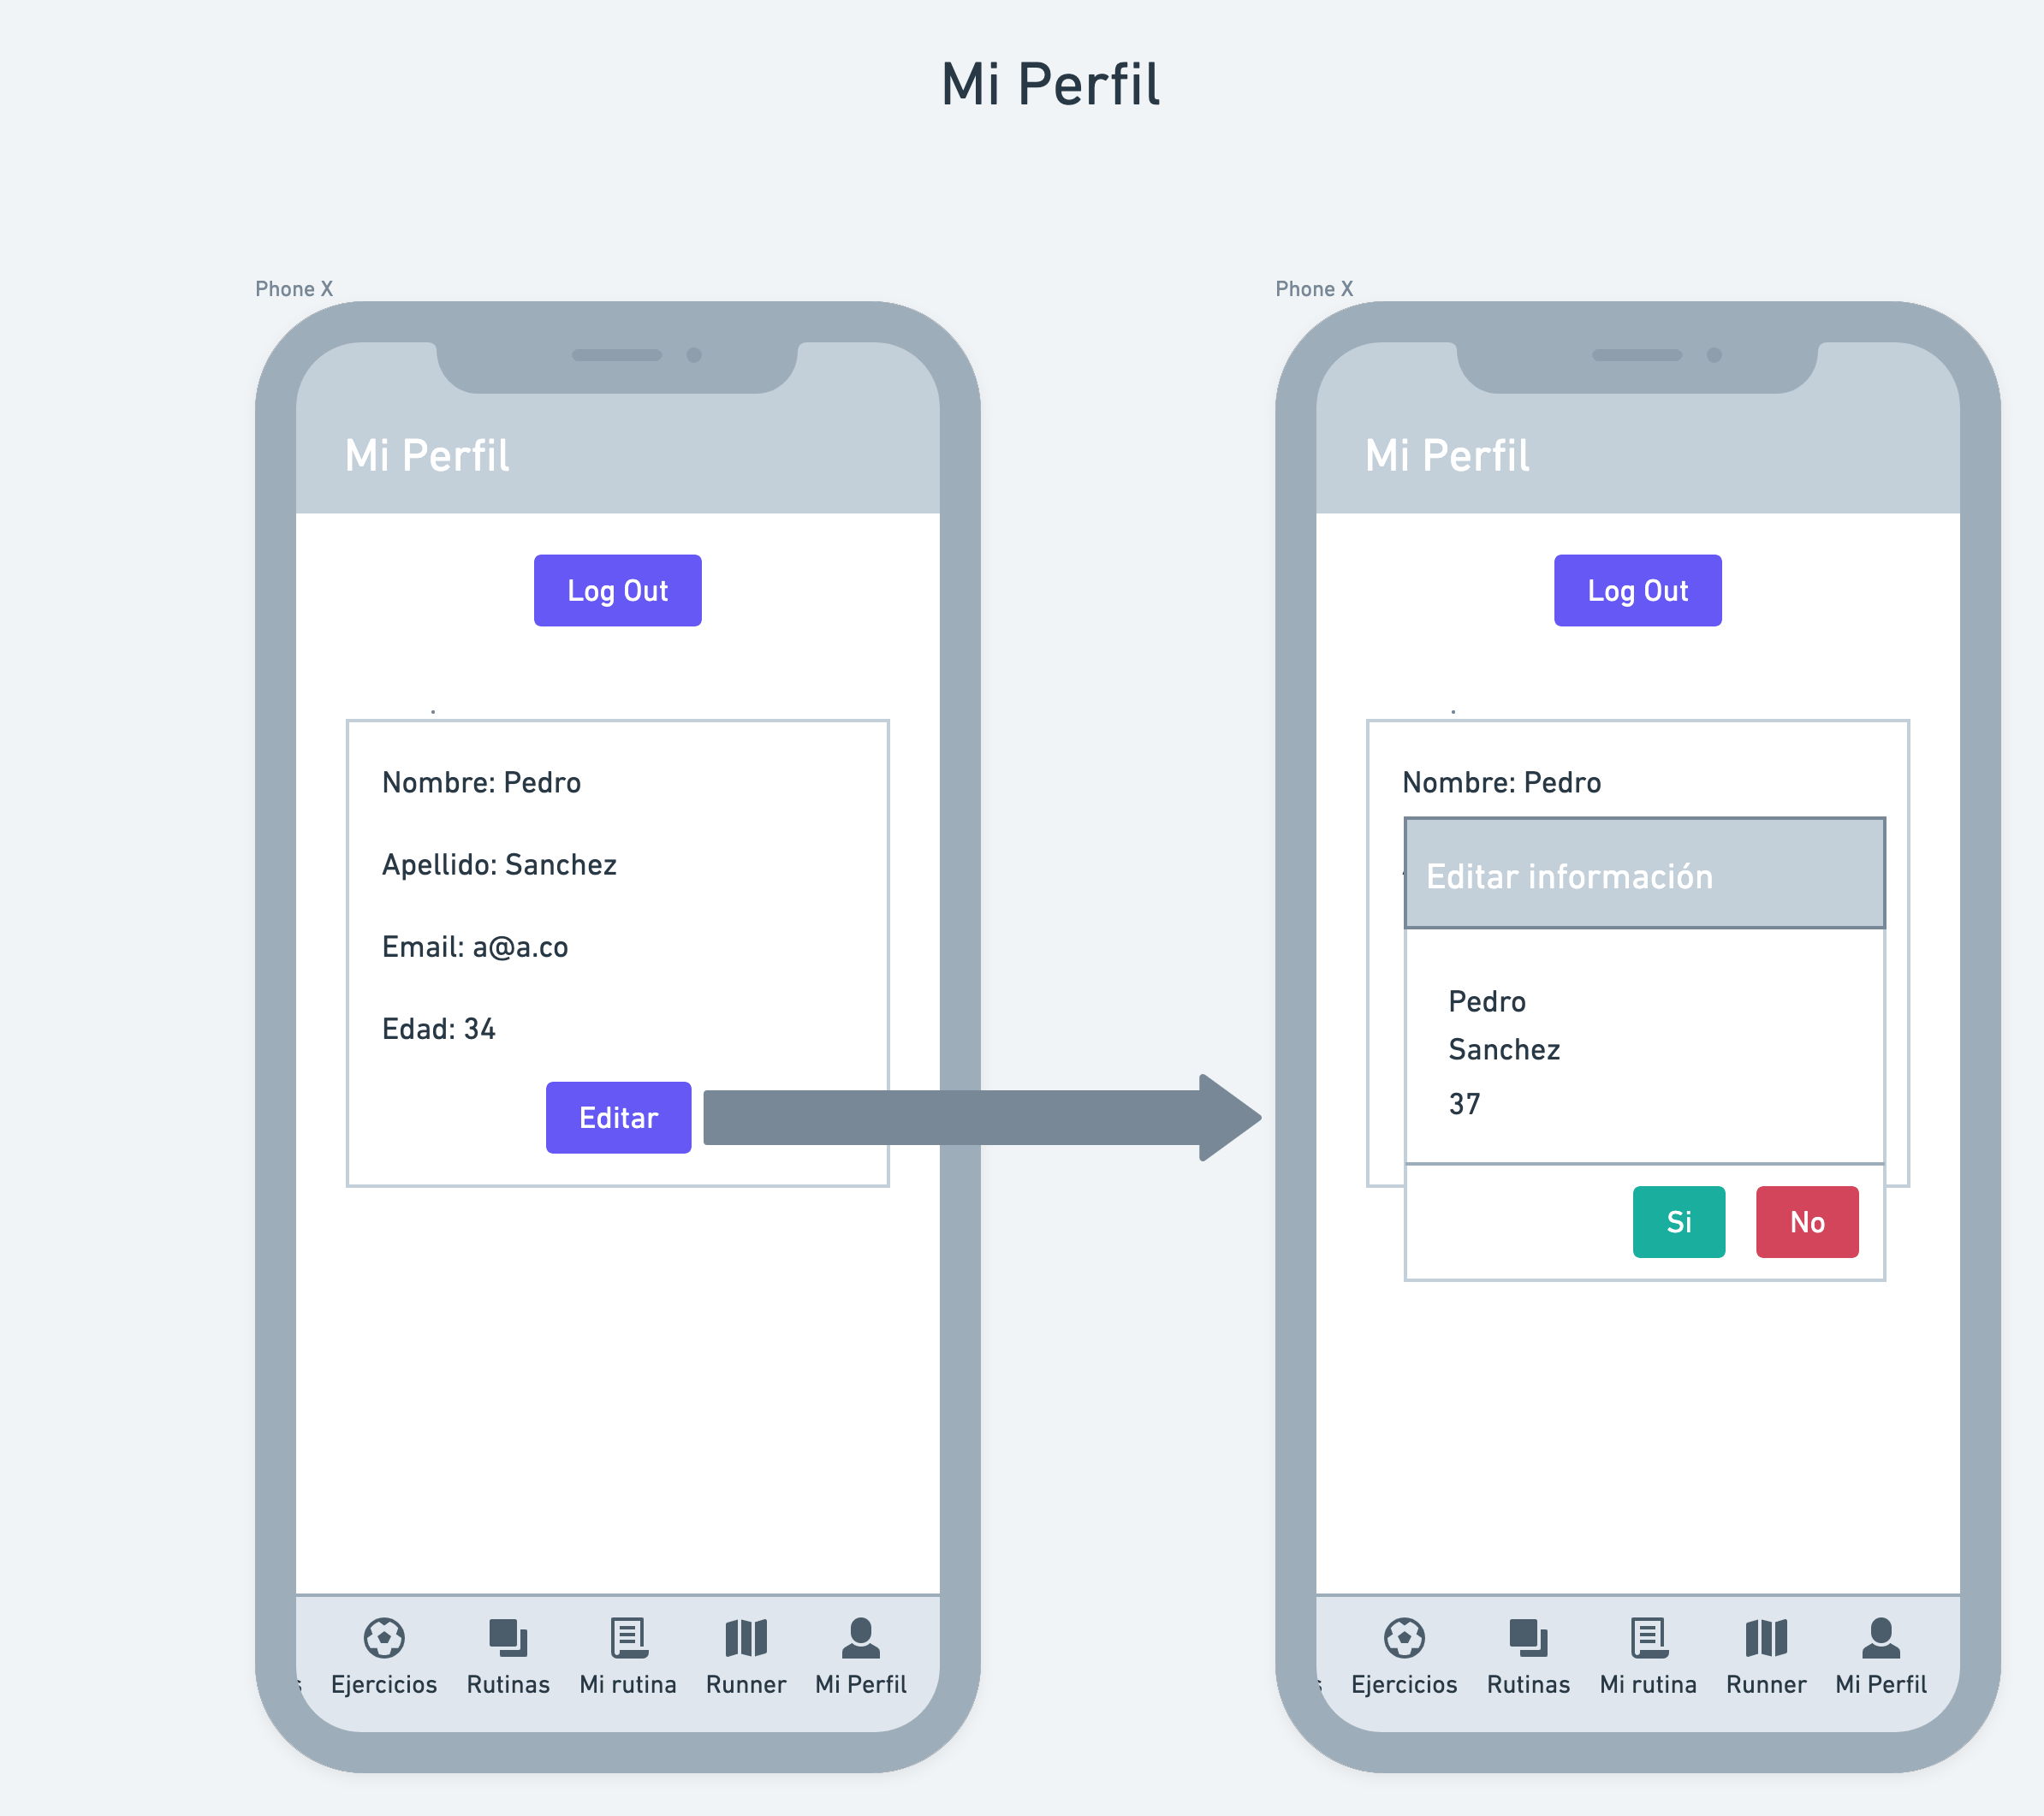 Mi Perfil
Phone X
Mi Perfil
Log Out
Nombre: Pedro
Apellido: Sanchez
Email: a@a.co
Edad: 34
Editar
Ejercicios Rutinas Mi rutina Runner Mi Perfil
Phone X
Mi Perfil
Log Out
Nombre: Pedro
Editar información
Pedro
Sanchez
37
Si No
Ejercicios Rutinas Mi rutina Runner Mi Perfil